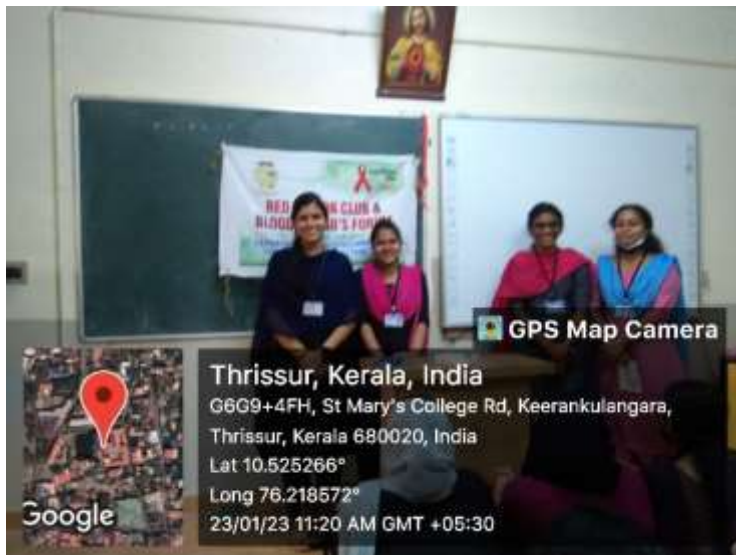 RED
CLUB &
BLOOD
FORUM
GPS Map Camera
Thrissur, Kerala, India
G6G9+4FH, St Mary's College Rd, Keerankulangara,
Thrissur, Kerala 680020, India
Lat 10.525266°
Long 76.218572°
23/01/23 11:20 AM GMT +05:30
Google